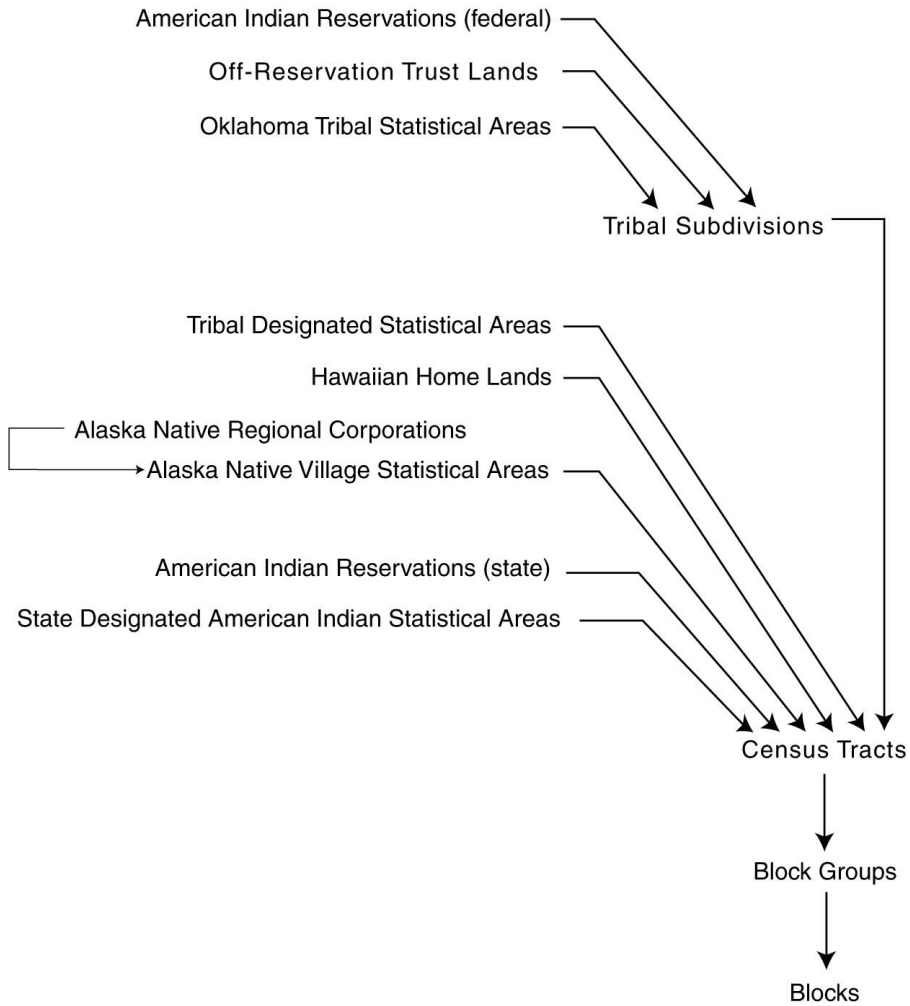 American Indian Reservations (federal)
Off-Reservation Trust Lands
Oklahoma Tribal Statistical Areas
Tribal Subdivisions
Tribal Designated Statistical Areas
Hawaiian Home Lands
Alaska Native Regional Corporations
Alaska Native Village Statistical Areas
American Indian Reservations (state)
State Designated American Indian Statistical Areas
Census Tracts
Block Groups
Blocks